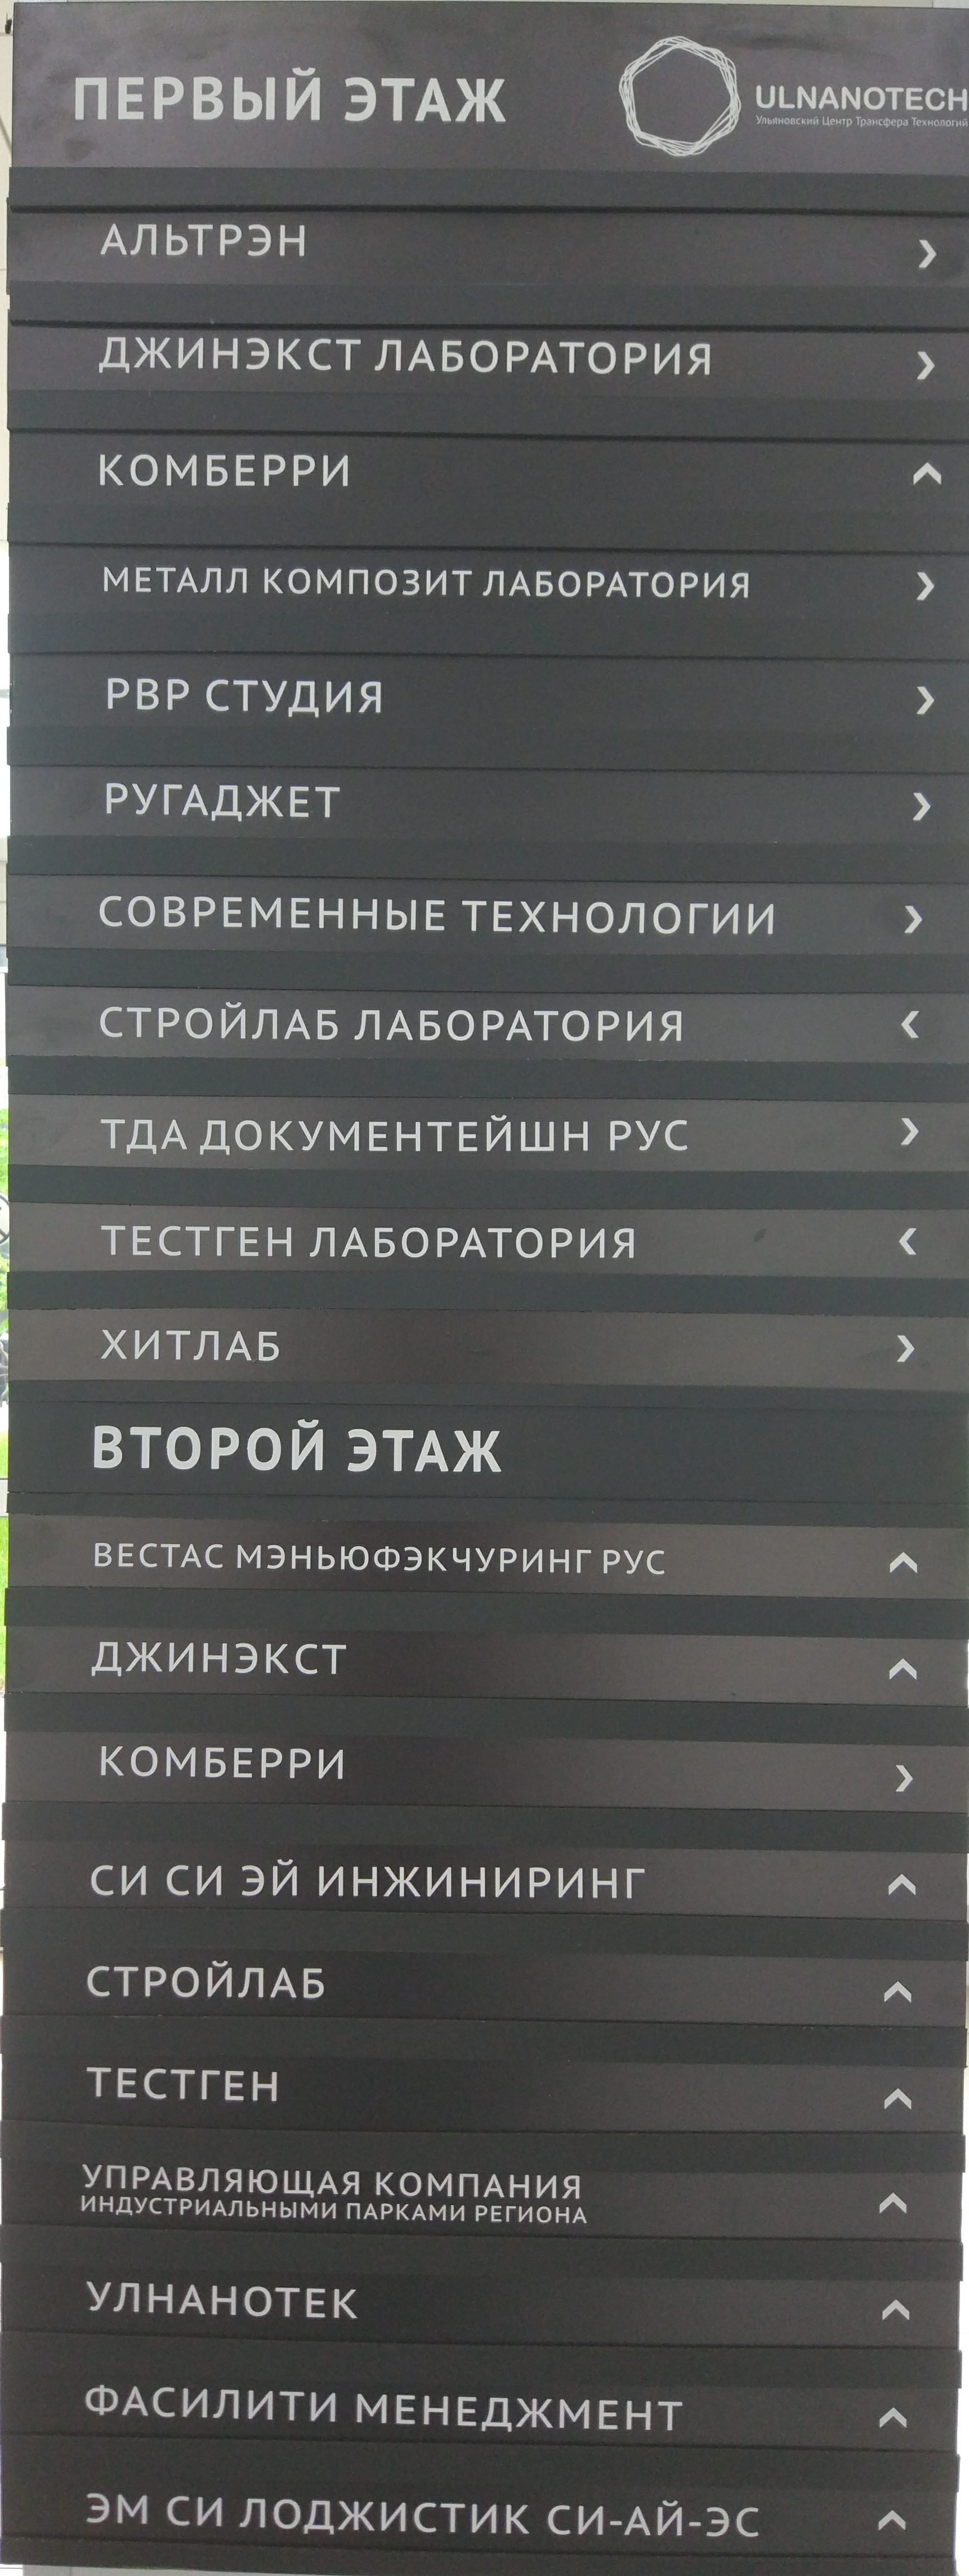 ПЕРВЫЙ ЭТАЖ
ULNANOTECH
Ульяновский Центр Трансфера Технологий
АЛЬТРЭН
ДЖИНЭКСТ ЛАБОРАТОРИЯ
КОМБЕРРИ
МЕТАЛЛ КОМПОЗИТ ЛАБОРАТОРИЯ
РВР СТУДИЯ
РУГАДЖЕТ
СОВРЕМЕННЫЕ ТЕХНОЛОГИИ
СТРОЙЛАБ ЛАБОРАТОРИЯ
ТДА ДОКУМЕНТЕЙШН РУС
ТЕСТГЕН ЛАБОРАТОРИЯ
ХИТЛАБ
ВТОРОЙ ЭТАЖ
ВЕСТАС МЭНЬЮФЭКЧУРИНГ РУС
ДЖИНЭКСТ
КОМБЕРРИ
СИ СИ ЭЙ ИНЖИНИРИНГ
СТРОЙЛАБ
ТЕСТГЕН
УПРАВЛЯЮЩАЯ КОМПАНИЯ
ИНДУСТРИАЛЬНЫМИ ПАРКАМИ РЕГИОНА
УЛНАНОТЕК
ФАСИЛИТИ МЕНЕДЖМЕНТ
ЭМ СИ ЛОДЖИСТИК СИ-АЙ-ЭС